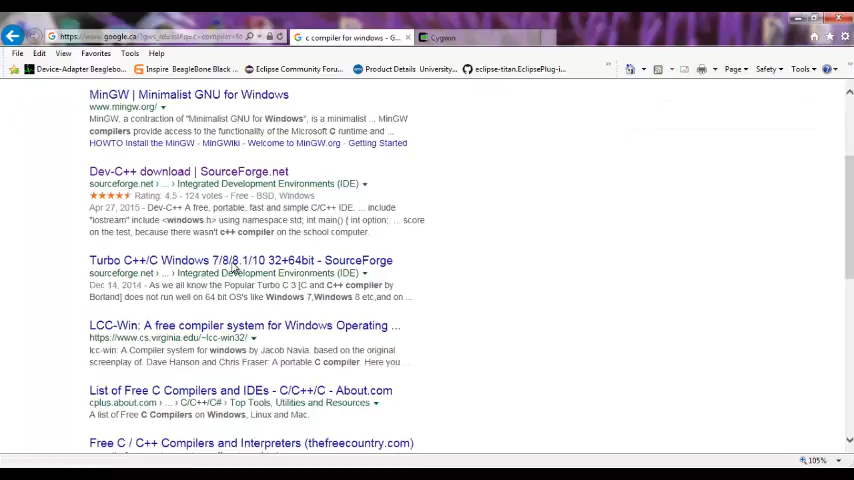 https://www.google.ca/?gws_rd=ssl#q=c+compiler+fo
c compiler for windows - G...
Cygwin
File Edit View Favorites Tools Help
Device-Adapter Beaglebo...
Inspire BeagleBone Black ...
Eclipse Community Forum...
Product Details University...
eclipse-titan.EclipsePlug-i...
Page
Safety
Tools
MinGW | Minimalist GNU for Windows
www.mingw.org/
MinGW, a contraction of "Minimalist GNU for Windows", is a minimalist ... MinGW
compilers provide access to the functionality of the Microsoft C runtime and ...
HOWTO Install the MinGW - MinGWiki - Welcome to MinGW.org - Getting Started
Dev-C++ download | SourceForge.net
sourceforge.net › ... › Integrated Development Environments (IDE)
Rating: 4.5 - 124 votes - Free - BSD, Windows
Apr 27, 2015 - Dev-C++ A free, portable, fast and simple C/C++ IDE. ... include
"iostream" include <windows.h> using namespace std; int main() { int option; ... score
on the test, because there wasn't c++ compiler on the school computer.
Turbo C++/C Windows 7/8/8.1/10 32+64bit - SourceForge
sourceforge.net › ... › Integrated Development Environments (IDE)
Dec 14, 2014 - As we all know the Popular Turbo C 3 [C and C++ compiler by
Borland] does not run well on 64 bit OS's like Windows 7,Windows 8 etc,and on ...
LCC-Win: A free compiler system for Windows Operating ...
https://www.cs.virginia.edu/~lcc-win32/
lcc-win: A Compiler system for windows by Jacob Navia. based on the original
screenplay of. Dave Hanson and Chris Fraser: A portable C compiler. Here you ...
List of Free C Compilers and IDEs - C/C++/C - About.com
cplus.about.com › ... › C/C++/C# › Top Tools, Utilities and Resources
A list of Free C Compilers on Windows, Linux and Mac.
Free C / C++ Compilers and Interpreters (thefreecountry.com)
105%